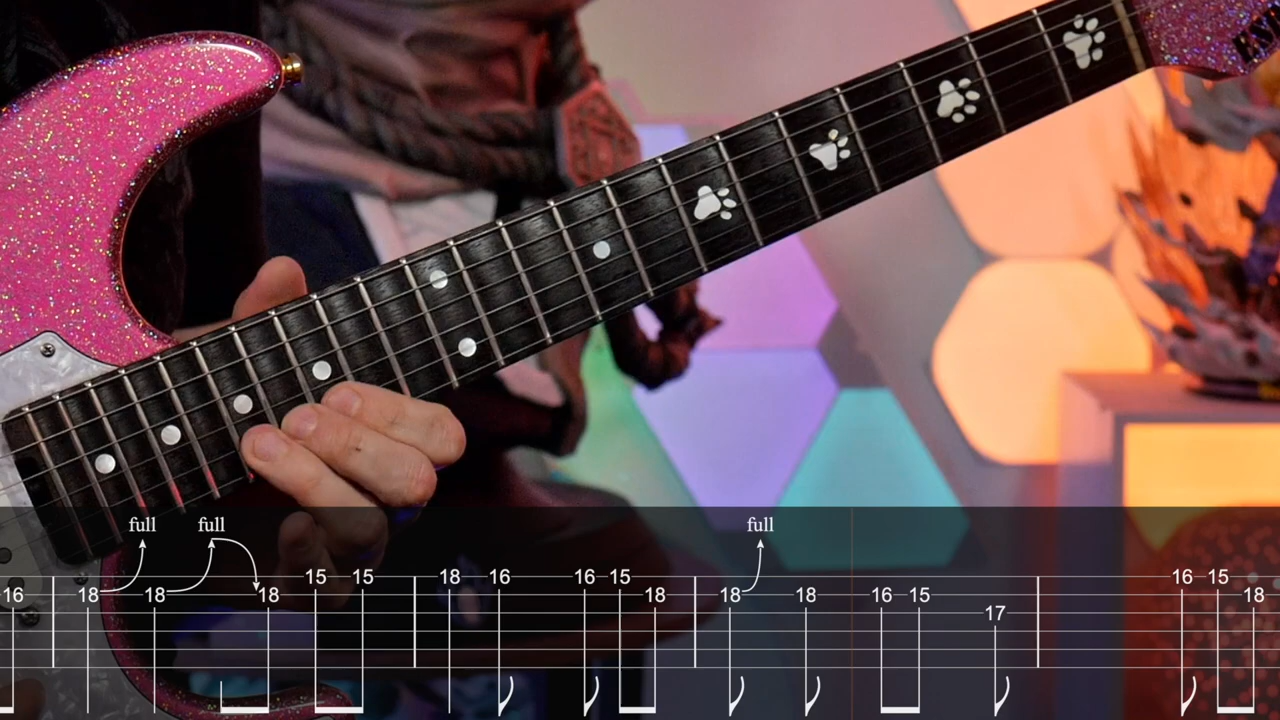 full full full
15 15 18 16 16 15 16 15
16 18 18 18 18 18 18 16 15 18
17